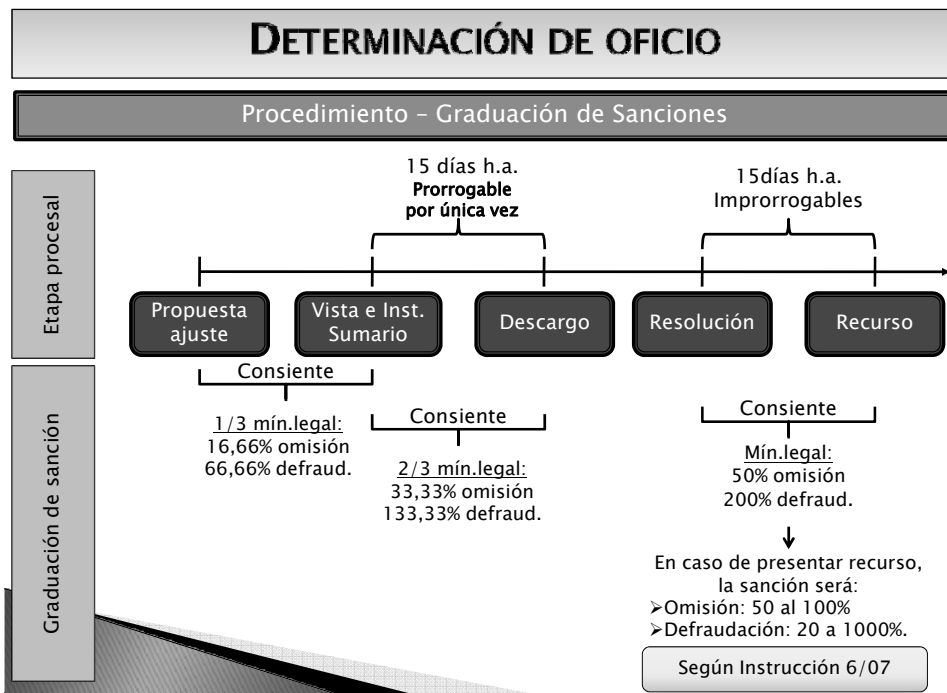 DETERMINACIÓN DE OFICIO
Procedimiento – Graduación de Sanciones
Etapa procesal
15 días h.a.
Prorrogable
por única vez
15días h.a.
Improrrogables
Propuesta
ajuste
Vista e Inst.
Sumario
Descargo
Resolución
Recurso
Graduación de sanción
Consiente
1/3 mín.legal:
16,66% omisión
66,66% defraud.
Consiente
2/3 mín.legal:
33,33% omisión
133,33% defraud.
Consiente
Mín.legal:
50% omisión
200% defraud.
En caso de presentar recurso,
la sanción será:
➢Omisión: 50 al 100%
➢Defraudación: 20 a 1000%.
Según Instrucción 6/07